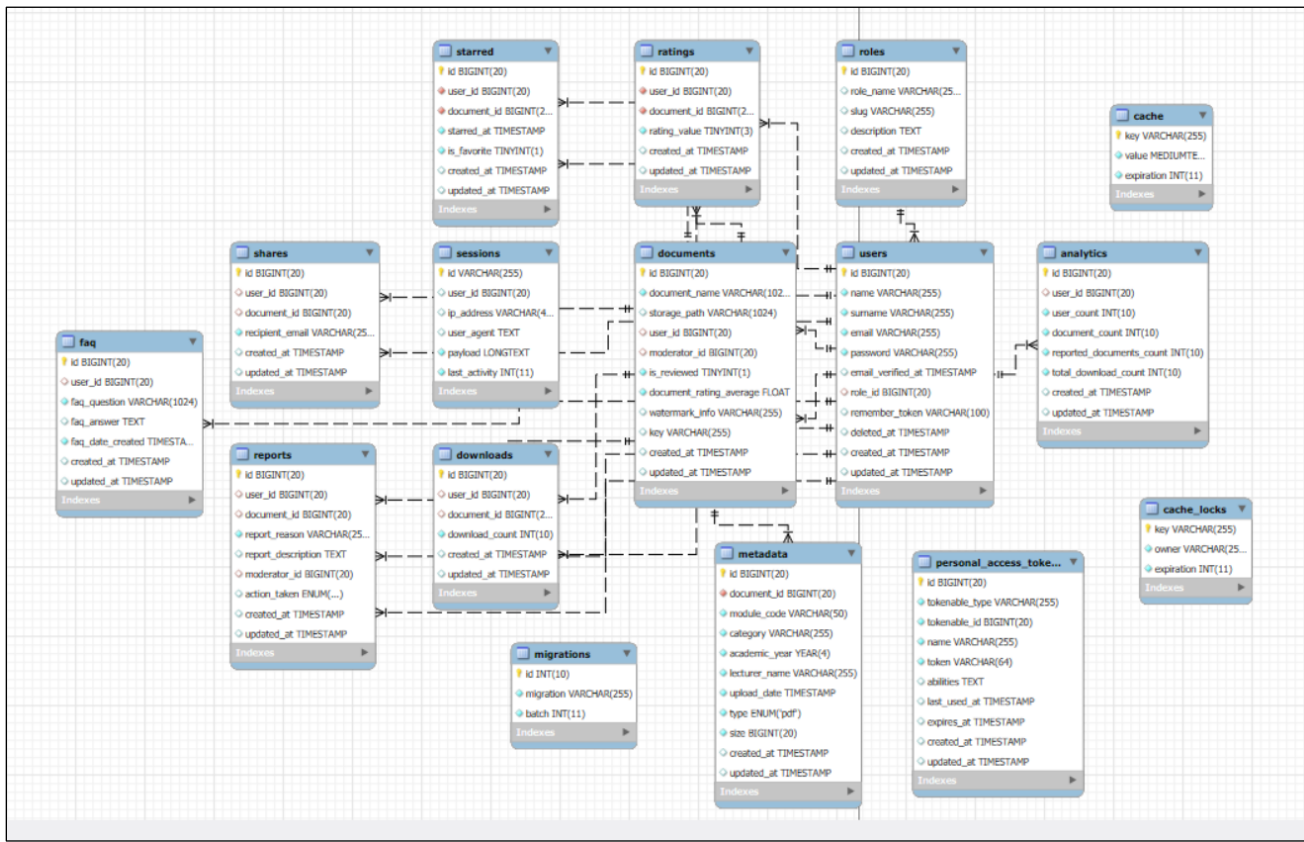 starred
id BIGINT(20)
user_id BIGINT(20)
document_id BIGINT(2...
starred_at TIMESTAMP
is_favorite TINYINT(1)
created_at TIMESTAMP
updated_at TIMESTAMP
Indexes
ratings
id BIGINT(20)
user_id BIGINT(20)
document_id BIGINT(2...
rating_value TINYINT(3)
created_at TIMESTAMP
updated_at TIMESTAMP
Indexes
roles
id BIGINT(20)
role_name VARCHAR(25...
slug VARCHAR(255)
description TEXT
created_at TIMESTAMP
updated_at TIMESTAMP
Indexes
cache
key VARCHAR(255)
value MEDIUMTE...
expiration INT(11)
Indexes
shares
id BIGINT(20)
user_id BIGINT(20)
document_id BIGINT(20)
recipient_email VARCHAR(25...
created_at TIMESTAMP
updated_at TIMESTAMP
Indexes
sessions
id VARCHAR(255)
user_id BIGINT(20)
ip_address VARCHAR(4...
user_agent TEXT
payload LONGTEXT
last_activity INT(11)
Indexes
documents
id BIGINT(20)
document_name VARCHAR(102...
storage_path VARCHAR(1024)
user_id BIGINT(20)
moderator_id BIGINT(20)
is_reviewed TINYINT(1)
document_rating_average FLOAT
watermark_info VARCHAR(255)
key VARCHAR(255)
created_at TIMESTAMP
updated_at TIMESTAMP
Indexes
users
id BIGINT(20)
name VARCHAR(255)
surname VARCHAR(255)
email VARCHAR(255)
password VARCHAR(255)
email_verified_at TIMESTAMP
role_id BIGINT(20)
remember_token VARCHAR(100)
deleted_at TIMESTAMP
created_at TIMESTAMP
updated_at TIMESTAMP
Indexes
analytics
id BIGINT(20)
user_id BIGINT(20)
user_count INT(10)
document_count INT(10)
reported_documents_count INT(10)
total_download_count INT(10)
created_at TIMESTAMP
updated_at TIMESTAMP
Indexes
faq
id BIGINT(20)
user_id BIGINT(20)
faq_question VARCHAR(1024)
faq_answer TEXT
faq_date_created TIMESTA...
created_at TIMESTAMP
updated_at TIMESTAMP
Indexes
reports
id BIGINT(20)
user_id BIGINT(20)
document_id BIGINT(20)
report_reason VARCHAR(25...
report_description TEXT
moderator_id BIGINT(20)
action_taken ENUM(...)
created_at TIMESTAMP
updated_at TIMESTAMP
Indexes
downloads
id BIGINT(20)
user_id BIGINT(20)
document_id BIGINT(2...
download_count INT(10)
created_at TIMESTAMP
updated_at TIMESTAMP
Indexes
cache_locks
key VARCHAR(255)
owner VARCHAR(25...
expiration INT(11)
Indexes
metadata
id BIGINT(20)
document_id BIGINT(20)
module_code VARCHAR(50)
category VARCHAR(255)
academic_year YEAR(4)
lecturer_name VARCHAR(255)
upload_date TIMESTAMP
type ENUM('pdf')
size BIGINT(20)
created_at TIMESTAMP
updated_at TIMESTAMP
Indexes
personal_access_toke...
id BIGINT(20)
tokenable_type VARCHAR(255)
tokenable_id BIGINT(20)
name VARCHAR(255)
token VARCHAR(64)
abilities TEXT
last_used_at TIMESTAMP
expires_at TIMESTAMP
created_at TIMESTAMP
updated_at TIMESTAMP
Indexes
migrations
id INT(10)
migration VARCHAR(255)
batch INT(11)
Indexes